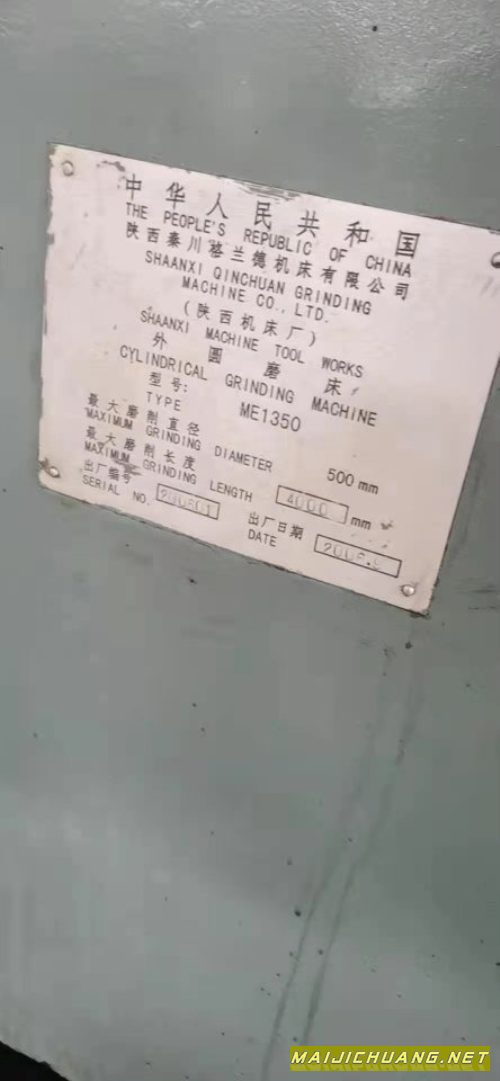 中华人民共和国
THE PEOPLE'S REPUBLIC OF CHINA
陕西秦川格兰德机床有限公司
SHAANXI QINCHUAN GRINDING
MACHINE CO., LTD.
(陕西机床厂)
SHAANXI MACHINE TOOL WORKS
外圆磨床
CYLINDRICAL GRINDING MACHINE
型号:
TYPE ME1350
最大磨削直径
MAXIMUM GRINDING DIAMETER 500 mm
最大磨削长度
MAXIMUM GRINDING LENGTH 4000 mm
出厂编号 出厂日期
SERIAL NO. DATE
MAIJICHUANG.NET